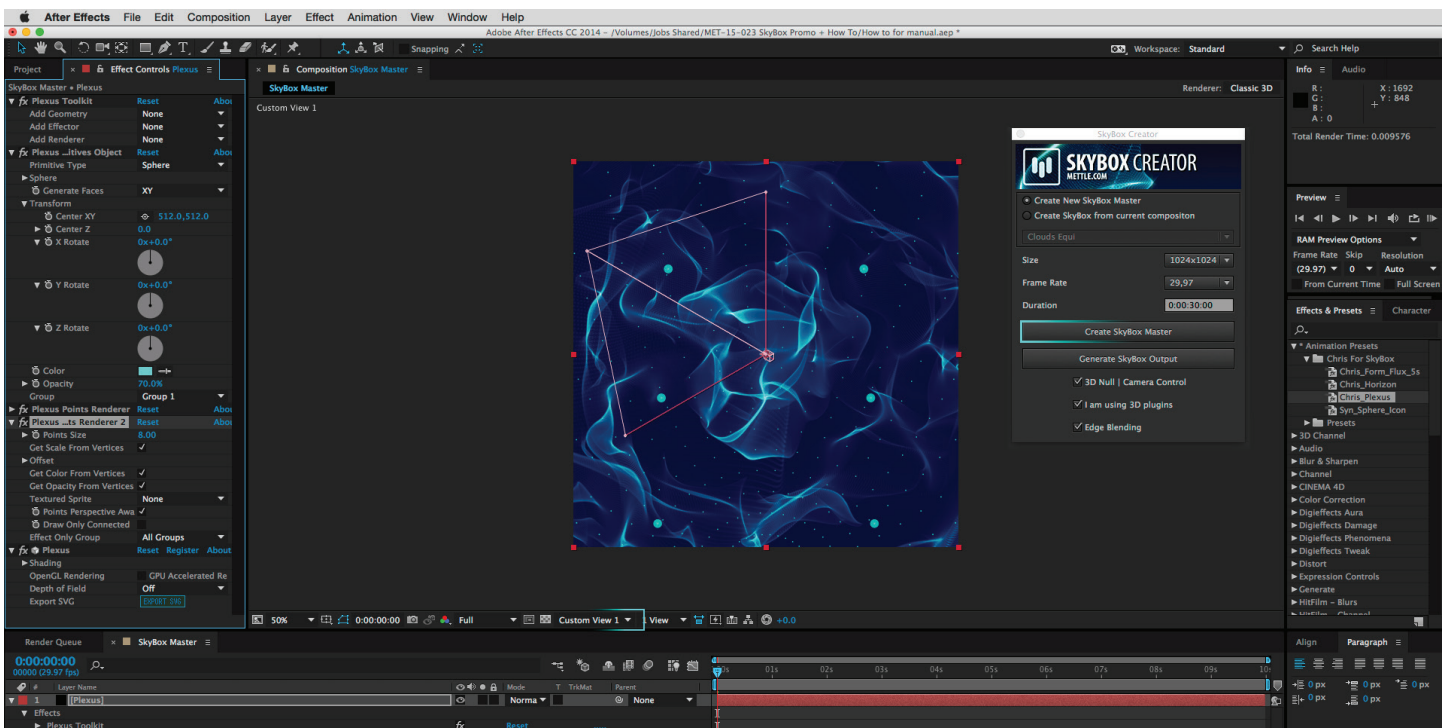 After Effects File Edit Composition Layer Effect Animation View Window Help
Adobe After Effects CC 2014 - /Volumes/Jobs Shared/MET-15-023 SkyBox Promo + How To/How to for manual.aep *
Snapping
Workspace: Standard
Search Help
Project
Effect Controls Plexus
SkyBox Master • Plexus
fx Plexus Toolkit Reset Abou
Add Geometry None
Add Effector None
Add Renderer None
fx Plexus ...itives Object Reset Abou
Primitive Type Sphere
Sphere
Generate Faces XY
Transform
Center XY 512.0,512.0
Center Z 0.0
X Rotate 0x+0.0°
Y Rotate 0x+0.0°
Z Rotate 0x+0.0°
Color
Opacity 70.0%
Group Group 1
fx Plexus Points Renderer Reset Abou
fx Plexus ...ts Renderer 2 Reset Abou
Points Size 8.00
Get Scale From Vertices
Offset
Get Color From Vertices
Get Opacity From Vertices
Textured Sprite None
Points Perspective Awa
Draw Only Connected
Effect Only Group All Groups
fx Plexus Reset Register About
Shading
OpenGL Rendering GPU Accelerated Re
Depth of Field Off
Export SVG EXPORT SVG
Composition SkyBox Master
SkyBox Master
Renderer: Classic 3D
Custom View 1
SkyBox Creator
SKYBOX CREATOR
METTLE.COM
Create New SkyBox Master
Create SkyBox from current compositon
Clouds Equi
Size 1024x1024
Frame Rate 29,97
Duration 0:00:30:00
Create SkyBox Master
Generate SkyBox Output
3D Null | Camera Control
I am using 3D plugins
Edge Blending
50% 0:00:00:00 Full Custom View 1 View +0.0
Info Audio
R :
G :
B :
A : 0
X : 1692
Y : 848
Total Render Time: 0.009576
Preview
RAM Preview Options
Frame Rate Skip Resolution
(29.97) 0 Auto
From Current Time Full Screen
Effects & Presets Character
* Animation Presets
Chris For SkyBox
Chris_Form_Flux_5s
Chris_Horizon
Chris_Plexus
Syn_Sphere_Icon
Presets
3D Channel
Audio
Blur & Sharpen
Channel
CINEMA 4D
Color Correction
Digieffects Aura
Digieffects Damage
Digieffects Phenomena
Digieffects Tweak
Distort
Expression Controls
Generate
HitFilm – Blurs
HitFilm – Channel
Align Paragraph
0 px 0 px 0 px
0 px 0 px
Render Queue SkyBox Master
0:00:00:00
00000 (29.97 fps)
# Layer Name Mode T TrkMat Parent
1 [Plexus] Norma None
Effects
Plexus Toolkit fx Reset
01s 02s 03s 04s 05s 06s 07s 08s 09s